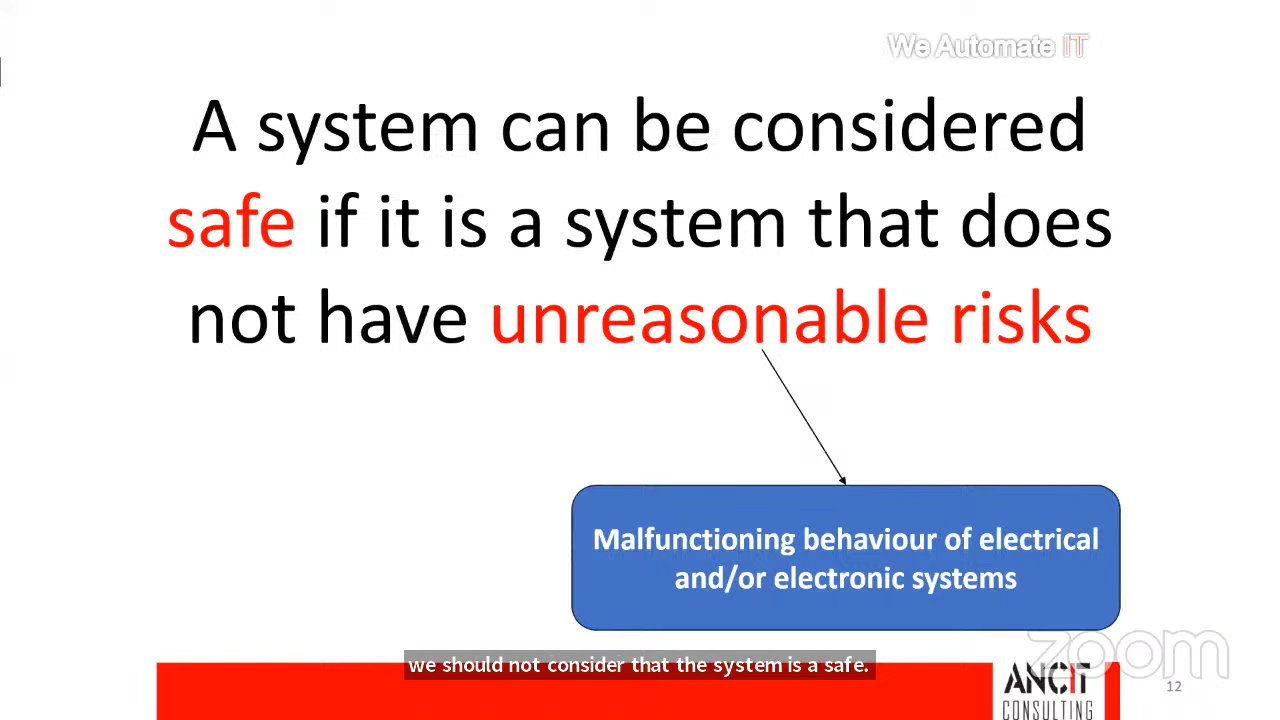 We Automate IT
A system can be considered
safe if it is a system that does
not have unreasonable risks
Malfunctioning behaviour of electrical
and/or electronic systems
we should not consider that the system is a safe.
zoom
ANCIT
CONSULTING
12